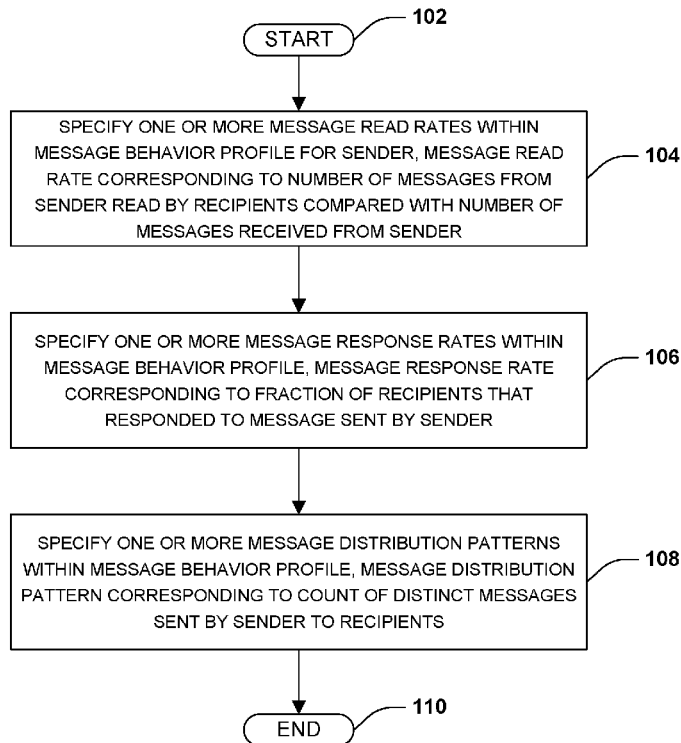 START
102
SPECIFY ONE OR MORE MESSAGE READ RATES WITHIN
MESSAGE BEHAVIOR PROFILE FOR SENDER, MESSAGE READ
RATE CORRESPONDING TO NUMBER OF MESSAGES FROM
SENDER READ BY RECIPIENTS COMPARED WITH NUMBER OF
MESSAGES RECEIVED FROM SENDER
104
SPECIFY ONE OR MORE MESSAGE RESPONSE RATES WITHIN
MESSAGE BEHAVIOR PROFILE, MESSAGE RESPONSE RATE
CORRESPONDING TO FRACTION OF RECIPIENTS THAT
RESPONDED TO MESSAGE SENT BY SENDER
106
SPECIFY ONE OR MORE MESSAGE DISTRIBUTION PATTERNS
WITHIN MESSAGE BEHAVIOR PROFILE, MESSAGE DISTRIBUTION
PATTERN CORRESPONDING TO COUNT OF DISTINCT MESSAGES
SENT BY SENDER TO RECIPIENTS
108
END
110